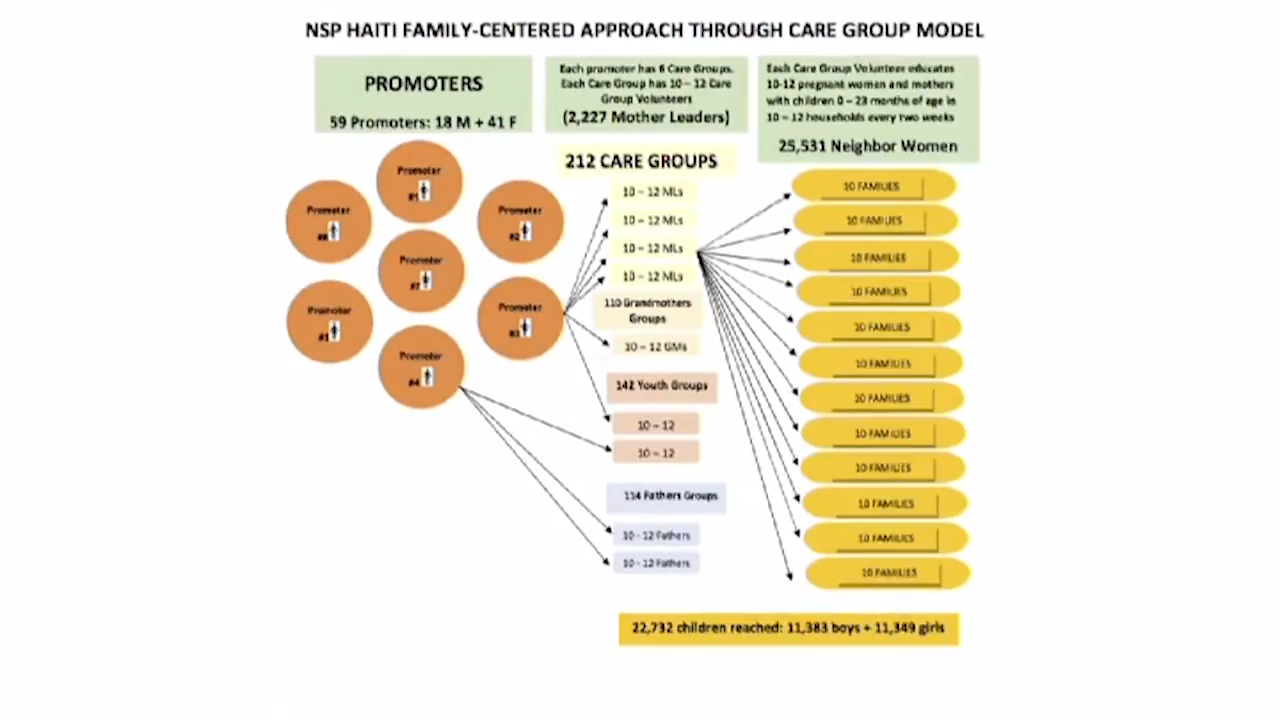 NSP HAITI FAMILY-CENTERED APPROACH THROUGH CARE GROUP MODEL
PROMOTERS
59 Promoters: 18 M + 41 F
Each promoter has 6 Care Groups.
Each Care Group has 10 – 12 Care
Group Volunteers
(2,227 Mother Leaders)
Each Care Group Volunteer educates
10-12 pregnant women and mothers
with children 0 – 23 months of age in
10 – 12 households every two weeks
25,531 Neighbor Women
Promoter
Promoter
Promoter
#2
Promoter
Promoter
Promoter
#3
Promoter
#4
212 CARE GROUPS
10 – 12 MLs
10 – 12 MLs
10 – 12 MLs
10 – 12 MLs
110 Grandmothers
Groups
10 – 12 GMs
142 Youth Groups
10 – 12
10 – 12
114 Fathers Groups
10 - 12 Fathers
10 - 12 Fathers
10 FAMILIES
10 FAMILIES
10 FAMILIES
10 FAMILIES
10 FAMILIES
10 FAMILIES
10 FAMILIES
10 FAMILIES
10 FAMILIES
10 FAMILIES
10 FAMILIES
10 FAMILIES
22,732 children reached: 11,383 boys + 11,349 girls